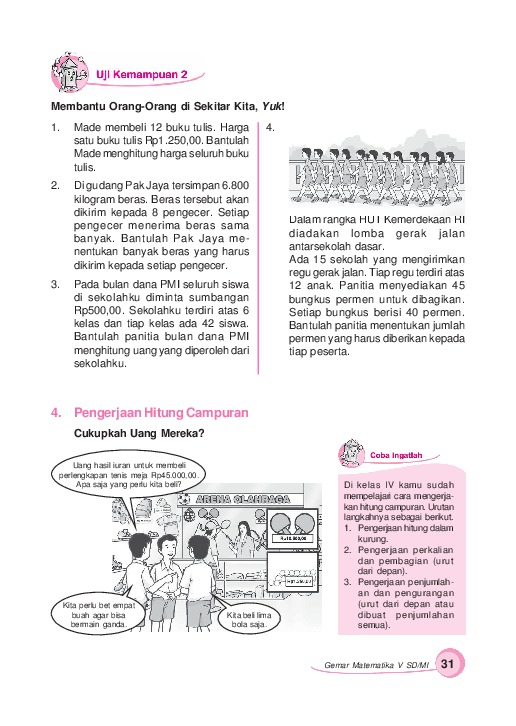 Uji Kemampuan 2
Membantu Orang-Orang di Sekitar Kita, Yuk!
1. Made membeli 12 buku tulis. Harga
satu buku tulis Rp1.250,00. Bantulah
Made menghitung harga seluruh buku
tulis.
2. Di gudang Pak Jaya tersimpan 6.800
kilogram beras. Beras tersebut akan
dikirim kepada 8 pengecer. Setiap
pengecer menerima beras sama
banyak. Bantulah Pak Jaya me-
nentukan banyak beras yang harus
dikirim kepada setiap pengecer.
3. Pada bulan dana PMI seluruh siswa
di sekolahku diminta sumbangan
Rp500,00. Sekolahku terdiri atas 6
kelas dan tiap kelas ada 42 siswa.
Bantulah panitia bulan dana PMI
menghitung uang yang diperoleh dari
sekolahku.
4.
Dalam rangka HUT Kemerdekaan RI
diadakan lomba gerak jalan
antarsekolah dasar.
Ada 15 sekolah yang mengirimkan
regu gerak jalan. Tiap regu terdiri atas
12 anak. Panitia menyediakan 45
bungkus permen untuk dibagikan.
Setiap bungkus berisi 40 permen.
Bantulah panitia menentukan jumlah
permen yang harus diberikan kepada
tiap peserta.
4. Pengerjaan Hitung Campuran
Cukupkah Uang Mereka?
Uang hasil iuran untuk membeli
perlengkapan tenis meja Rp45.000,00.
Apa saja yang perlu kita beli?
ARENA OLAHRAGA
Kita perlu bet empat
buah agar bisa
bermain ganda.
Kita beli lima
bola saja.
Coba Ingatlah
Di kelas IV kamu sudah
mempelajari cara mengerja-
kan hitung campuran. Urutan
langkahnya sebagai berikut.
1. Pengerjaan hitung dalam
kurung.
2. Pengerjaan perkalian
dan pembagian (urut
dari depan).
3. Pengerjaan penjumlah-
an dan pengurangan
(urut dari depan atau
dibuat penjumlahan
semua).
Gemar Matematika V SD/MI 31